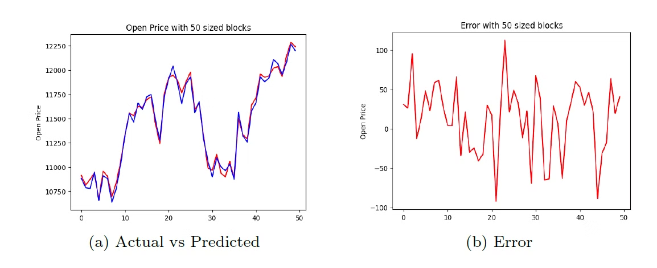 Open Price with 50 sized blocks
Open Price
12250
12000
11750
11500
11250
11000
10750
0 10 20 30 40 50
(a) Actual vs Predicted
Error with 50 sized blocks
Open Price
100
50
0
−50
−100
0 10 20 30 40 50
(b) Error